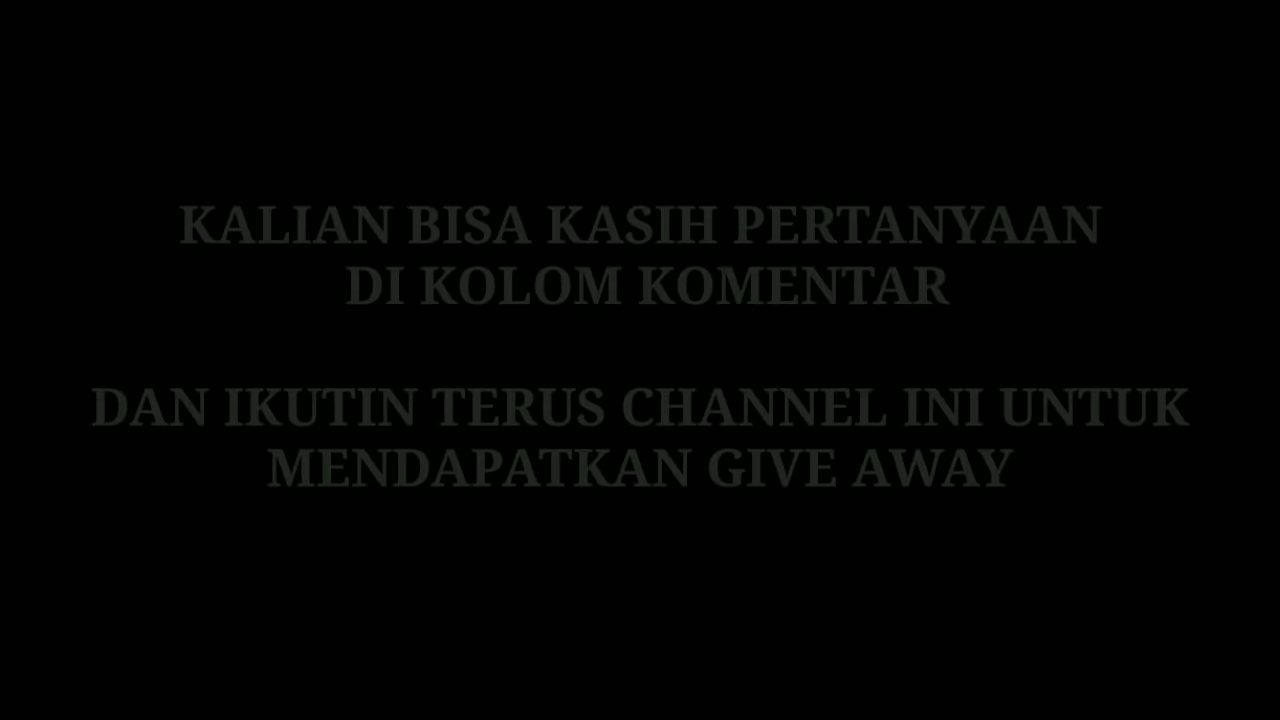 KALIAN BISA KASIH PERTANYAAN
DI KOLOM KOMENTAR
DAN IKUTIN TERUS CHANNEL INI UNTUK
MENDAPATKAN GIVE AWAY